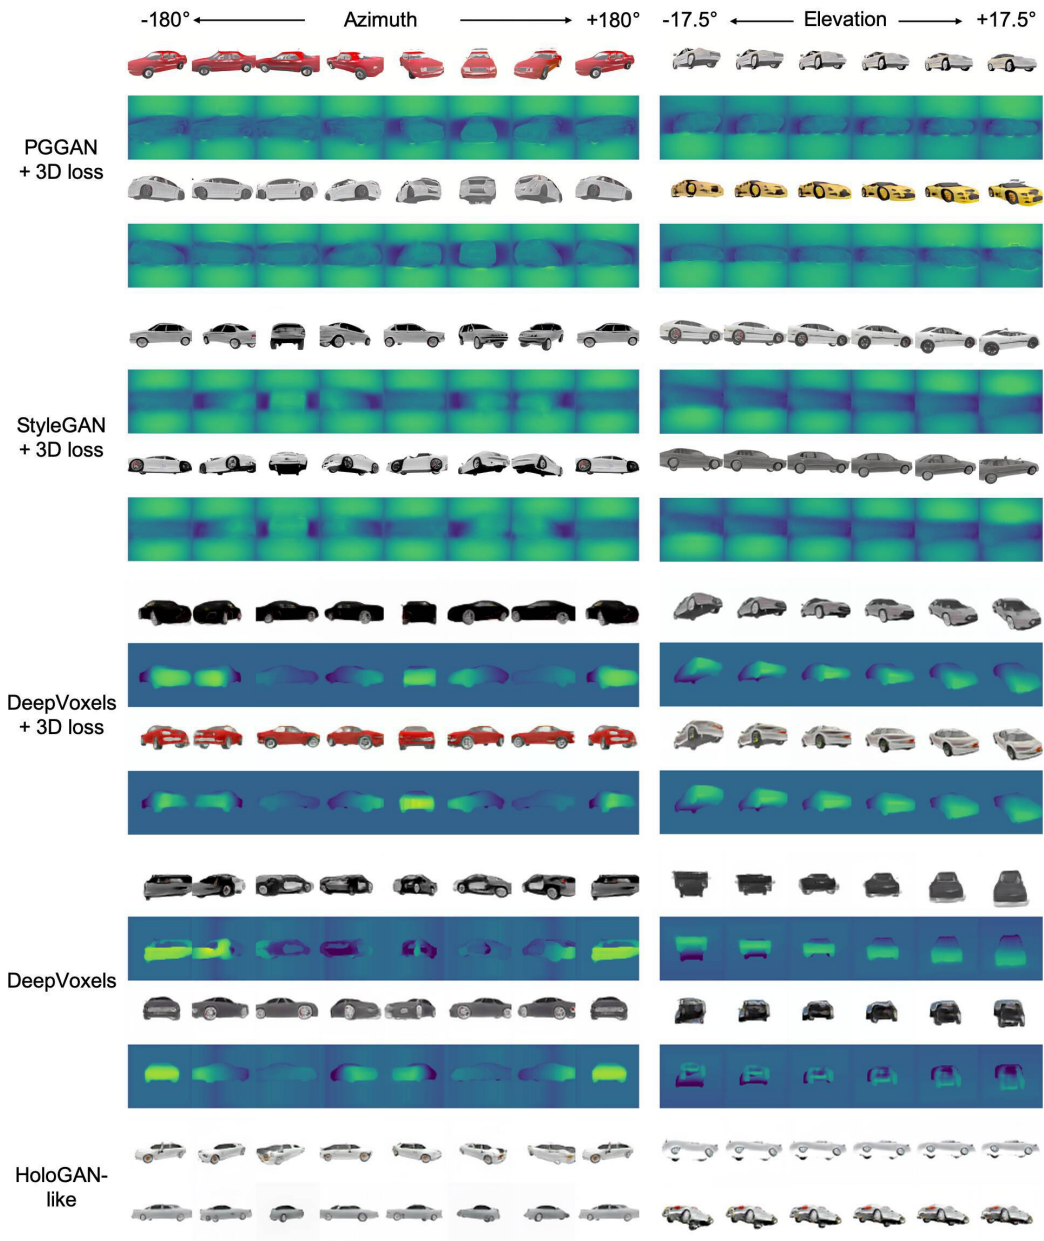 -180° Azimuth +180° -17.5° Elevation +17.5°
PGGAN
+ 3D loss
StyleGAN
+ 3D loss
DeepVoxels
+ 3D loss
DeepVoxels
HoloGAN-
like